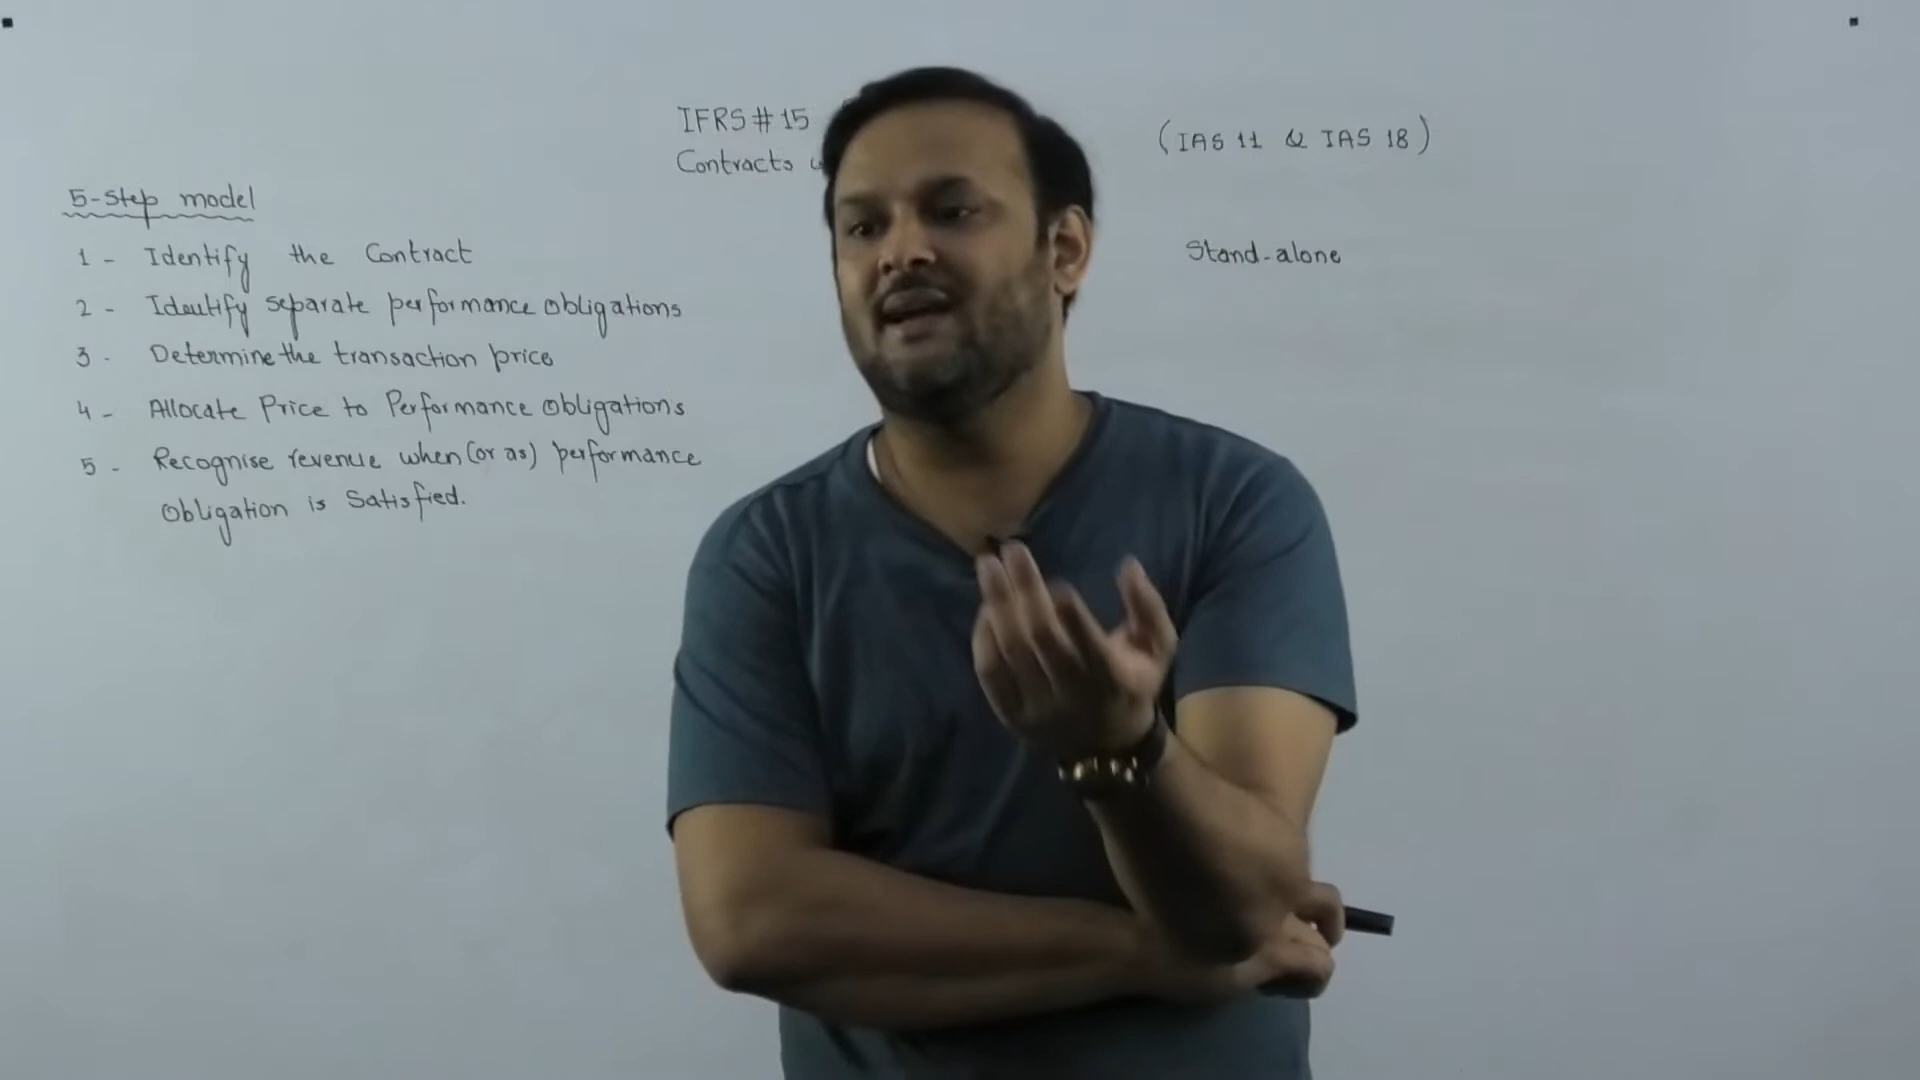 IFRS # 15
Contracts
(IAS 11 & IAS 18)
5-Step model
1 - Identify the Contract
2 - Identify separate performance obligations
3 - Determine the transaction price
4 - Allocate Price to Performance Obligations
5 - Recognise revenue when (or as) performance
Obligation is Satisfied.
Stand-alone